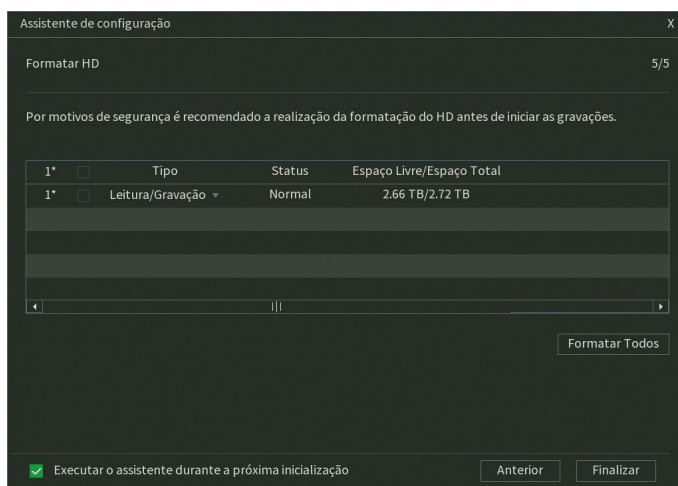 Assistente de configuração X
Formatar HD 5/5
Por motivos de segurança é recomendado a realização da formatação do HD antes de iniciar as gravações.
1* Tipo Status Espaço Livre/Espaço Total
1* Leitura/Gravação Normal 2.66 TB/2.72 TB
Formatar Todos
Executar o assistente durante a próxima inicialização Anterior Finalizar